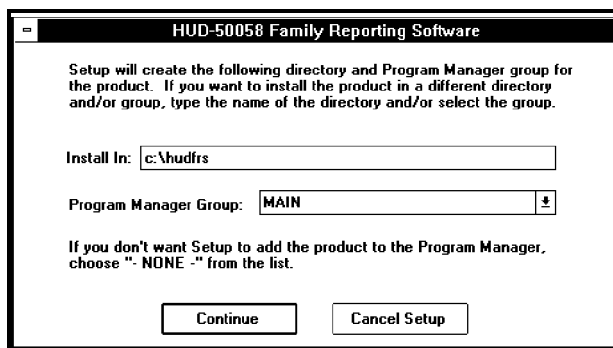 HUD-50058 Family Reporting Software
Setup will create the following directory and Program Manager group for
the product. If you want to install the product in a different directory
and/or group, type the name of the directory and/or select the group.
Install In: c:\hudfrs
Program Manager Group: MAIN
If you don't want Setup to add the product to the Program Manager,
choose "- NONE -" from the list.
Continue Cancel Setup